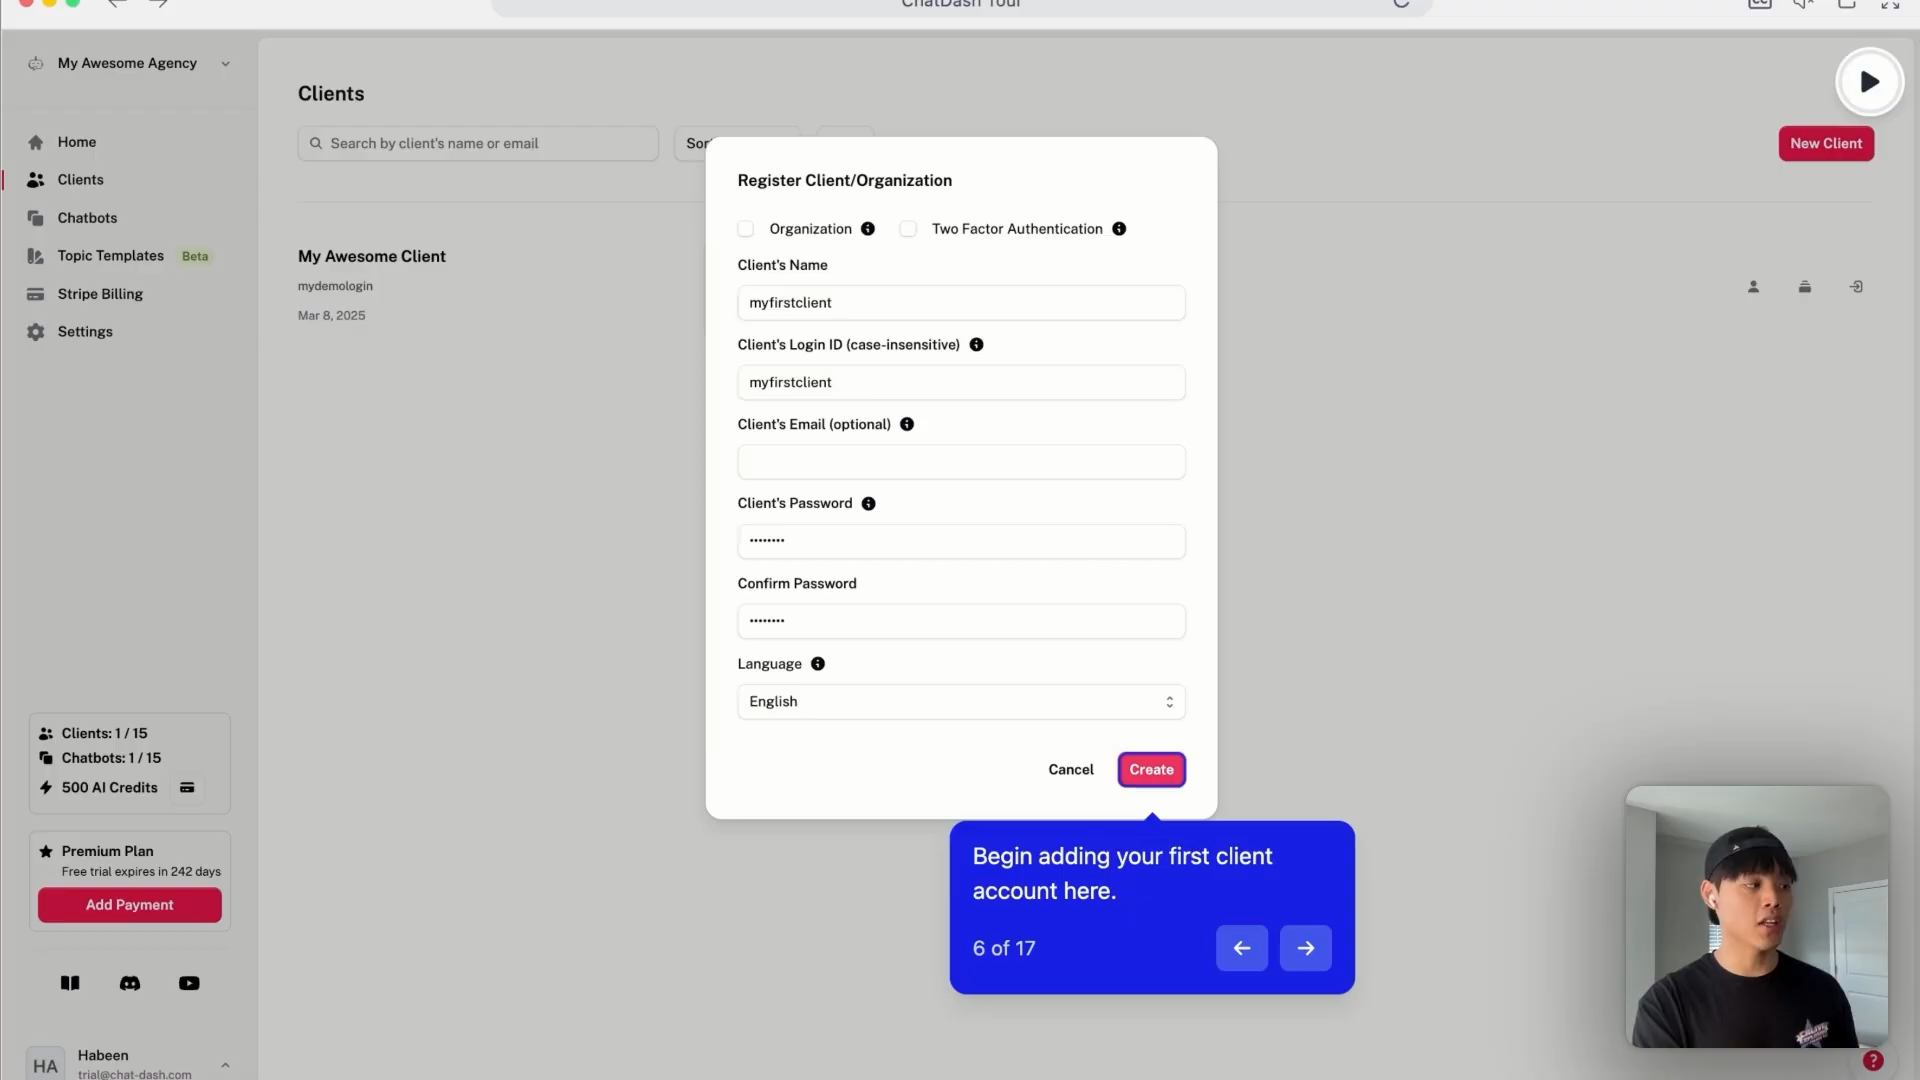 ChatDash Tour
My Awesome Agency
Home
Clients
Chatbots
Topic Templates Beta
Stripe Billing
Settings
Clients: 1 / 15
Chatbots: 1 / 15
500 AI Credits
Premium Plan
Free trial expires in 242 days
Add Payment
HA
Habeen
trial@chat-dash.com
Clients
Search by client's name or email
Sor
New Client
My Awesome Client
mydemologin
Mar 8, 2025
Register Client/Organization
Organization
Two Factor Authentication
Client's Name
myfirstclient
Client's Login ID (case-insensitive)
myfirstclient
Client's Email (optional)
Client's Password
••••••••
Confirm Password
••••••••
Language
English
Cancel
Create
Begin adding your first client
account here.
6 of 17